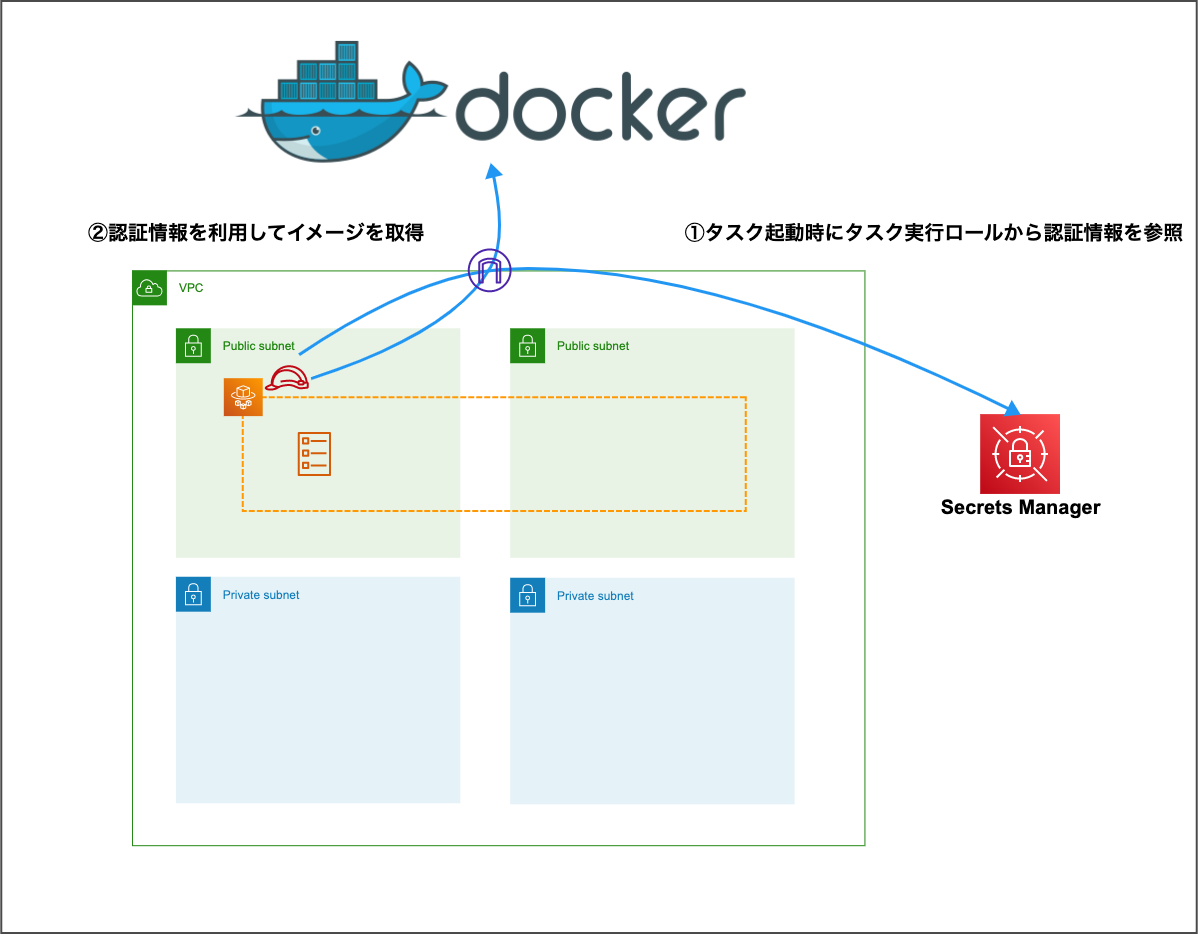 docker
②認証情報を利用してイメージを取得
①タスク起動時にタスク実行ロールから認証情報を参照
VPC
Public subnet
Public subnet
Secrets Manager
Private subnet
Private subnet